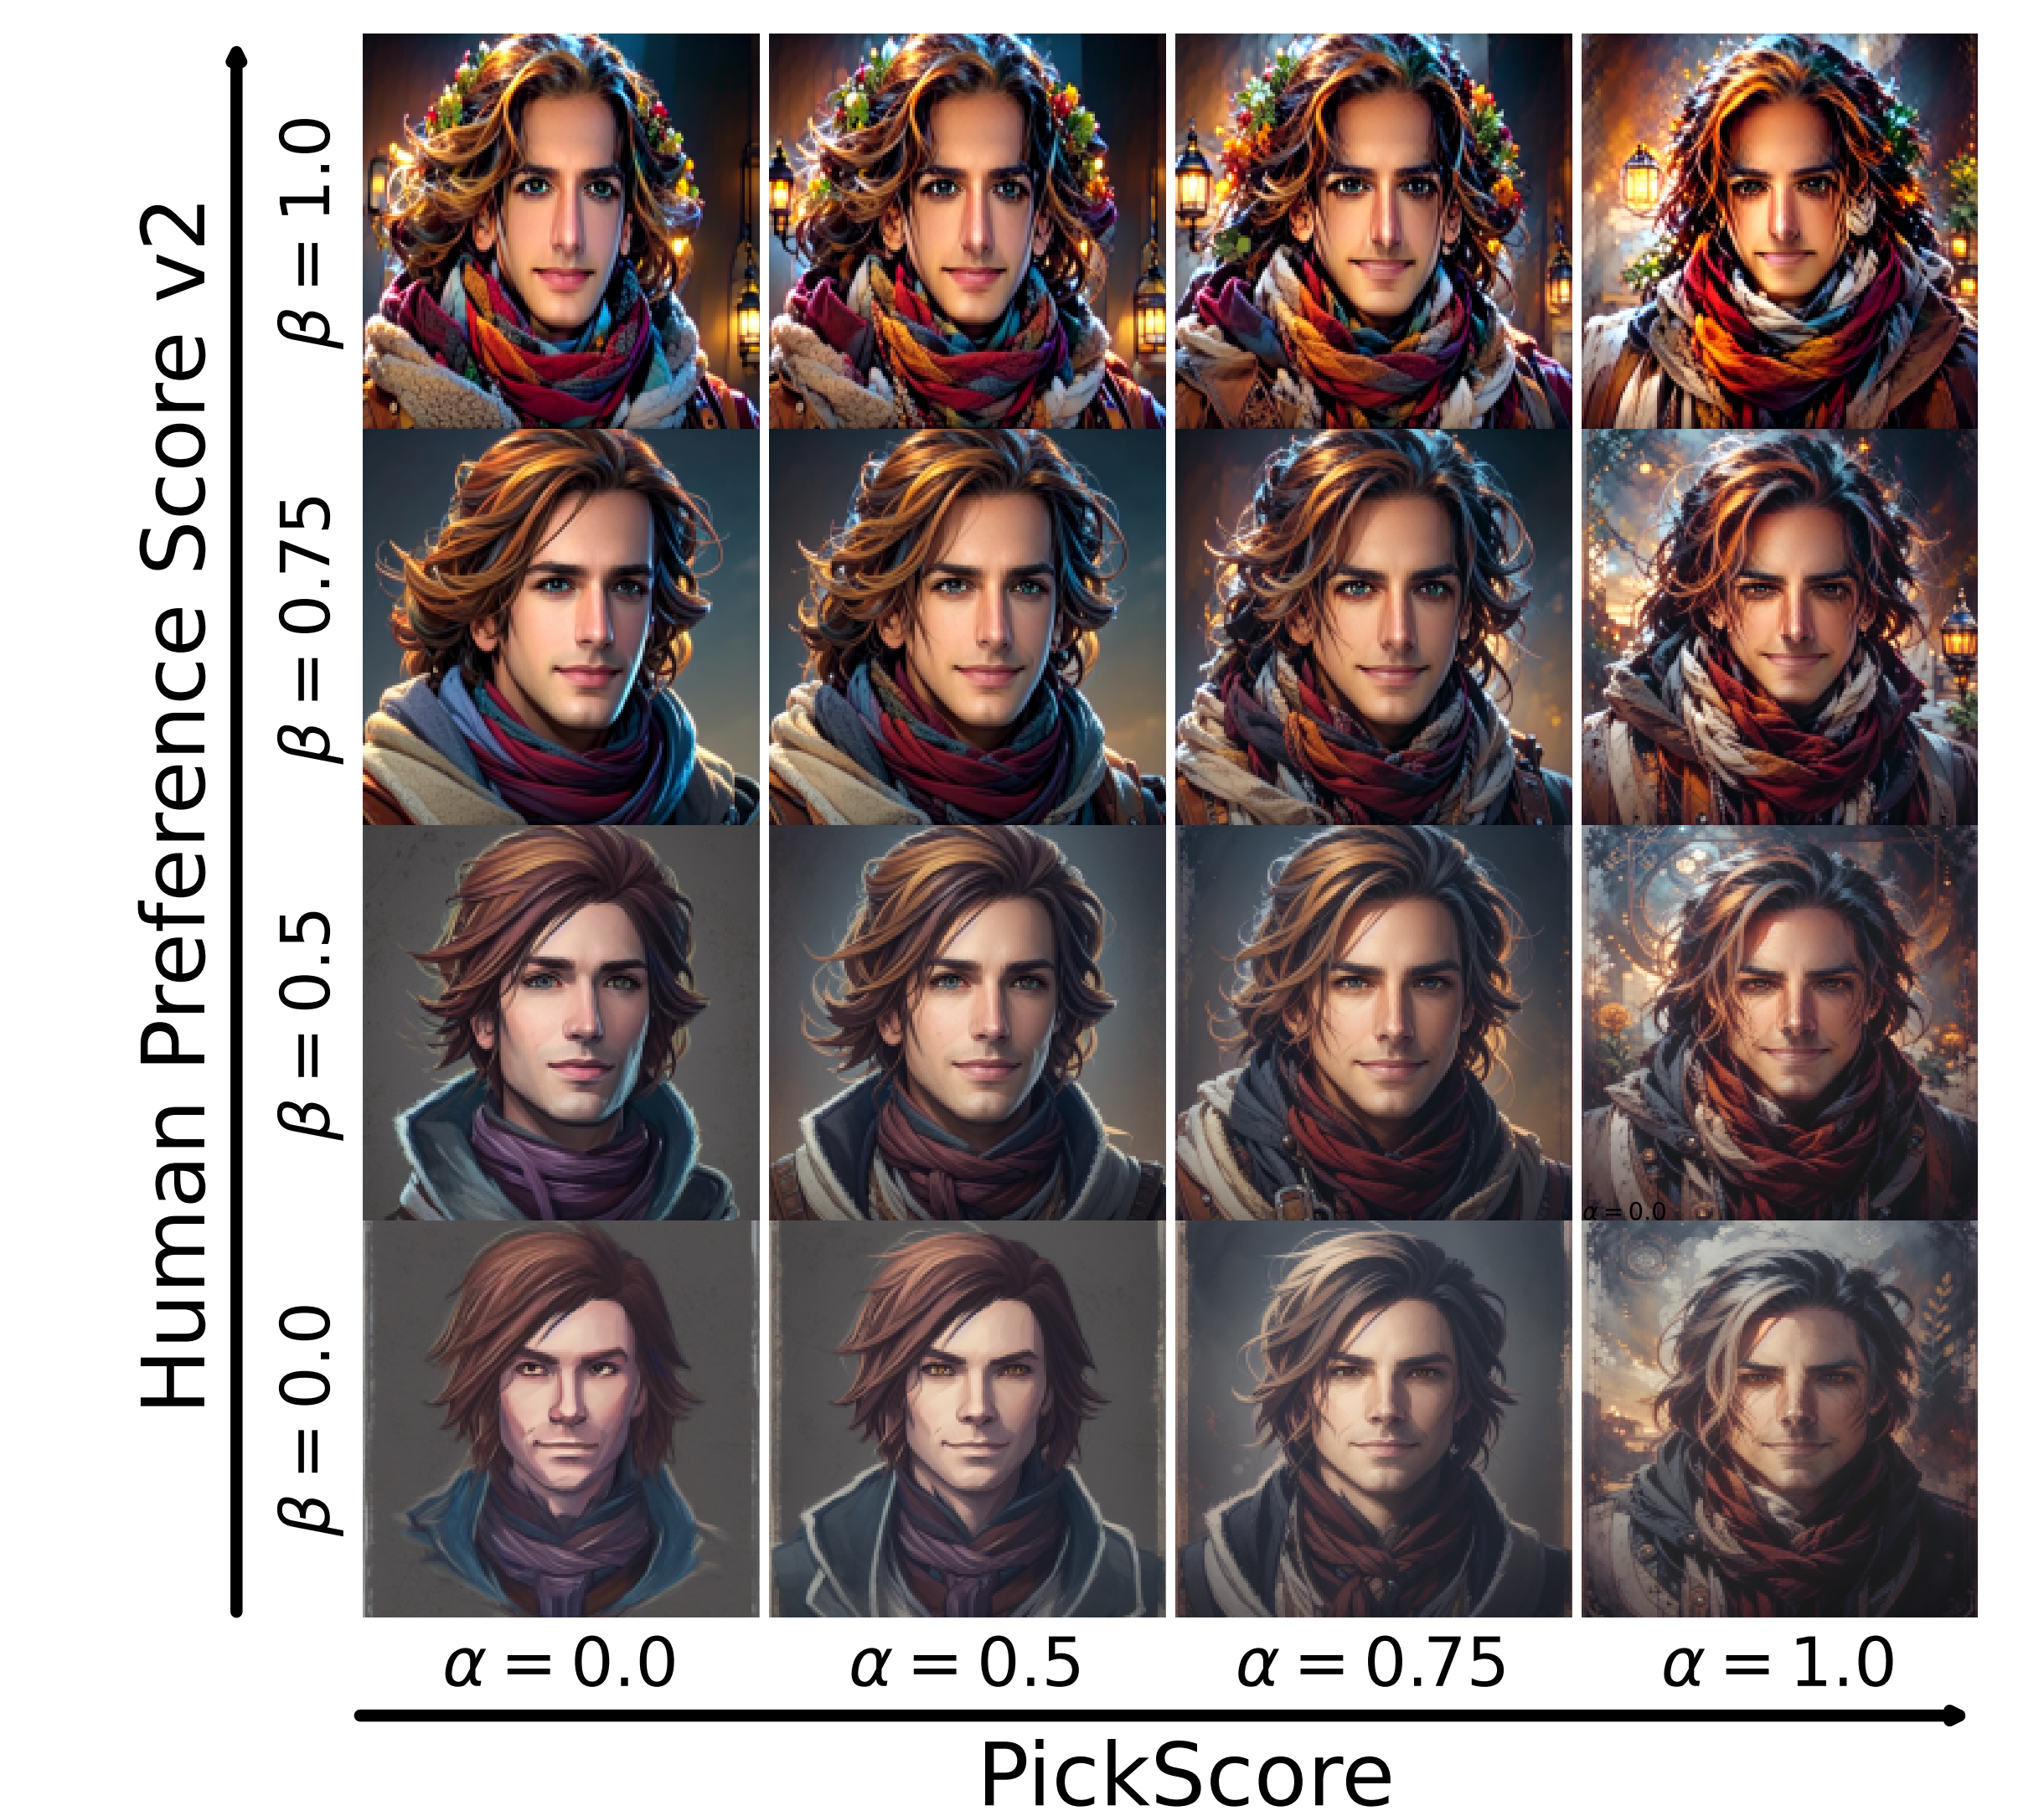 Human Preference Score v2
β = 1.0
β = 0.75
β = 0.5
β = 0.0
α = 0.0
α = 0.0
α = 0.5
α = 0.75
α = 1.0
PickScore